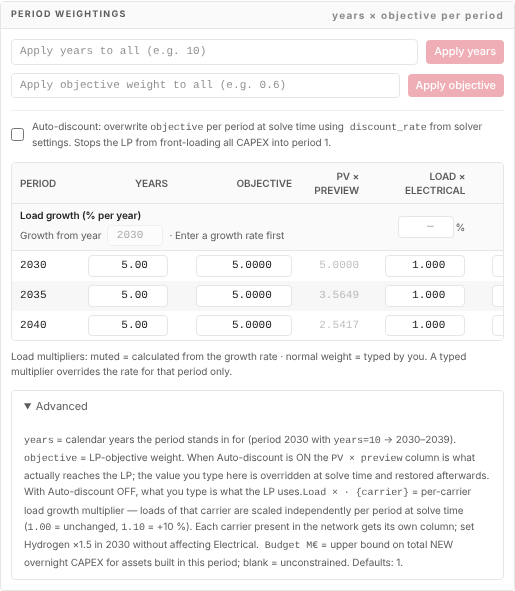 PERIOD WEIGHTINGS years × objective per period
Apply years to all (e.g. 10) Apply years
Apply objective weight to all (e.g. 0.6) Apply objective
Auto-discount: overwrite objective per period at solve time using discount_rate from solver
settings. Stops the LP from front-loading all CAPEX into period 1.
PERIOD YEARS OBJECTIVE PV × PREVIEW LOAD × ELECTRICAL
Load growth (% per year)
Growth from year 2030 · Enter a growth rate first — %
2030 5.00 5.0000 5.0000 1.000
2035 5.00 5.0000 3.5649 1.000
2040 5.00 5.0000 2.5417 1.000
Load multipliers: muted = calculated from the growth rate · normal weight = typed by you. A typed
multiplier overrides the rate for that period only.
▼ Advanced
years = calendar years the period stands in for (period 2030 with years=10 → 2030–2039).
objective = LP-objective weight. When Auto-discount is ON the PV × preview column is what
actually reaches the LP; the value you type here is overridden at solve time and restored afterwards.
With Auto-discount OFF, what you type is what the LP uses.Load × · {carrier} = per-carrier
load growth multiplier — loads of that carrier are scaled independently per period at solve time
(1.00 = unchanged, 1.10 = +10 %). Each carrier present in the network gets its own column; set
Hydrogen ×1.5 in 2030 without affecting Electrical. Budget M€ = upper bound on total NEW
overnight CAPEX for assets built in this period; blank = unconstrained. Defaults: 1.